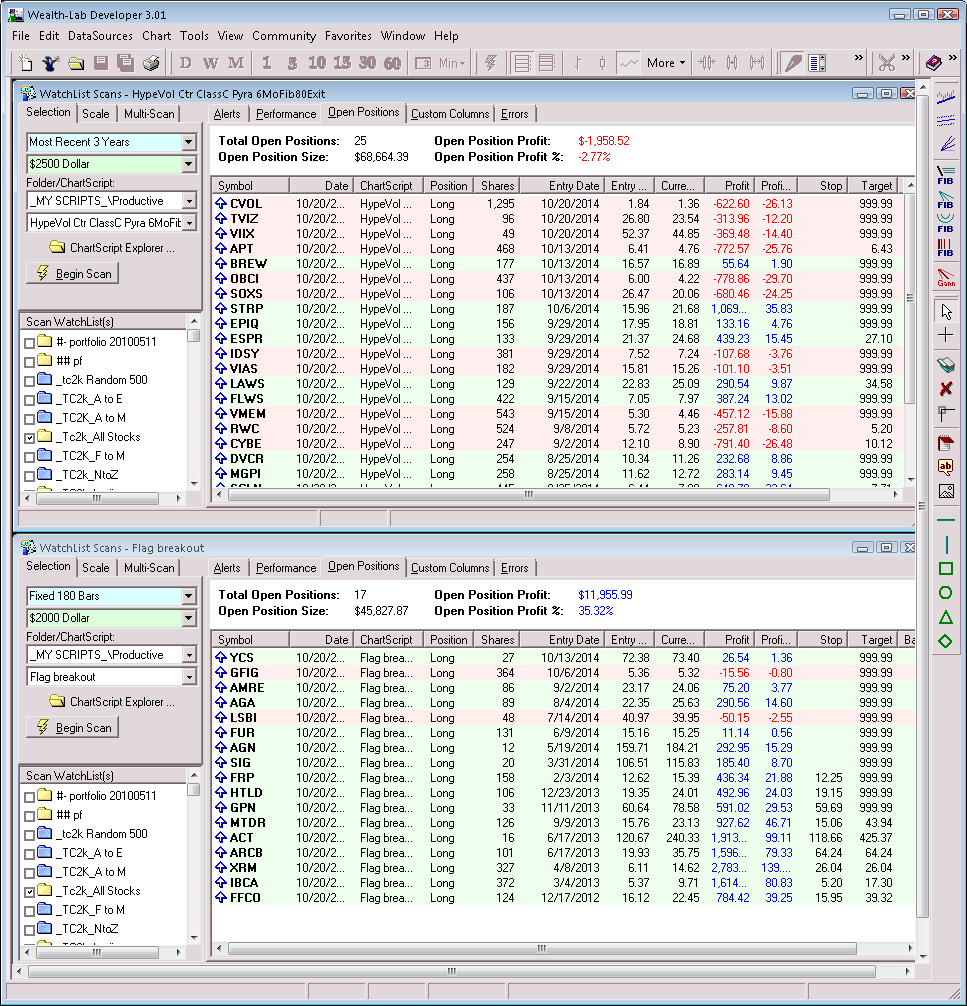 Wealth-Lab Developer 3.01
File Edit DataSources Chart Tools View Community Favorites Window Help
D W M 1 3 10 15 30 60 Min More » » »
WatchList Scans - HypeVol Ctr ClassC Pyra 6MoFib80Exit
Selection Scale Multi-Scan
Most Recent 3 Years
$2500 Dollar
Folder/ChartScript:
_MY SCRIPTS_\Productive
HypeVol Ctr ClassC Pyra 6MoFib
ChartScript Explorer ...
Begin Scan
Scan WatchList(s)
#- portfolio 20100511
## pf
_tc2k Random 500
_TC2k_A to E
_TC2K_A to M
_Tc2k_All Stocks
_TC2K_F to M
_TC2k_NtoZ
Alerts Performance Open Positions Custom Columns Errors
Total Open Positions: 25 Open Position Profit: $-1,958.52
Open Position Size: $68,664.39 Open Position Profit %: -2.77%
Symbol Date ChartScript Position Shares Entry Date Entry ... Curre... Profit Profi... Stop Target
CVOL 10/20/2... HypeVol ... Long 1,295 10/20/2014 1.84 1.36 -622.60 -26.13 999.99
TVIZ 10/20/2... HypeVol ... Long 96 10/20/2014 26.80 23.54 -313.96 -12.20 999.99
VIIX 10/20/2... HypeVol ... Long 49 10/20/2014 52.37 44.85 -369.48 -14.40 999.99
APT 10/20/2... HypeVol ... Long 468 10/13/2014 6.41 4.76 -772.57 -25.76 6.43
BREW 10/20/2... HypeVol ... Long 177 10/13/2014 16.57 16.89 55.64 1.90 999.99
OBCI 10/20/2... HypeVol ... Long 437 10/13/2014 6.00 4.22 -778.86 -29.70 999.99
SOXS 10/20/2... HypeVol ... Long 106 10/13/2014 26.47 20.06 -680.46 -24.25 999.99
STRP 10/20/2... HypeVol ... Long 187 10/6/2014 15.96 21.68 1,069... 35.83 999.99
EPIQ 10/20/2... HypeVol ... Long 156 9/29/2014 17.95 18.81 133.16 4.76 999.99
ESPR 10/20/2... HypeVol ... Long 133 9/29/2014 21.37 24.68 439.23 15.45 27.10
IDSY 10/20/2... HypeVol ... Long 381 9/29/2014 7.52 7.24 -107.68 -3.76 999.99
VIAS 10/20/2... HypeVol ... Long 182 9/29/2014 15.81 15.26 -101.10 -3.51 999.99
LAWS 10/20/2... HypeVol ... Long 129 9/22/2014 22.83 25.09 290.54 9.87 34.58
FLWS 10/20/2... HypeVol ... Long 422 9/15/2014 7.05 7.97 387.24 13.02 999.99
VMEM 10/20/2... HypeVol ... Long 543 9/15/2014 5.30 4.46 -457.12 -15.88 999.99
RWC 10/20/2... HypeVol ... Long 524 9/8/2014 5.72 5.23 -257.81 -8.60 5.20
CYBE 10/20/2... HypeVol ... Long 247 9/2/2014 12.10 8.90 -791.40 -26.48 10.12
DVCR 10/20/2... HypeVol ... Long 254 8/25/2014 10.34 11.26 232.68 8.86 999.99
MGPI 10/20/2... HypeVol ... Long 258 8/25/2014 11.62 12.72 283.14 9.45 999.99
FIB
FIB
FIB
FIB
Gann
ab
WatchList Scans - Flag breakout
Selection Scale Multi-Scan
Fixed 180 Bars
$2000 Dollar
Folder/ChartScript:
_MY SCRIPTS_\Productive
Flag breakout
ChartScript Explorer ...
Begin Scan
Scan WatchList(s)
#- portfolio 20100511
## pf
_tc2k Random 500
_TC2k_A to E
_TC2K_A to M
_Tc2k_All Stocks
_TC2K_F to M
_TC2k_NtoZ
Alerts Performance Open Positions Custom Columns Errors
Total Open Positions: 17 Open Position Profit: $11,955.99
Open Position Size: $45,827.87 Open Position Profit %: 35.32%
Symbol Date ChartScript Position Shares Entry Date Entry ... Curre... Profit Profi... Stop Target Ba
YCS 10/20/2... Flag brea... Long 27 10/13/2014 72.38 73.40 26.54 1.36 999.99
GFIG 10/20/2... Flag brea... Long 364 10/6/2014 5.36 5.32 -15.56 -0.80 999.99
AMRE 10/20/2... Flag brea... Long 86 9/2/2014 23.17 24.06 75.20 3.77 999.99
AGA 10/20/2... Flag brea... Long 89 8/4/2014 22.35 25.63 290.56 14.60 999.99
LSBI 10/20/2... Flag brea... Long 48 7/14/2014 40.97 39.95 -50.15 -2.55 999.99
FUR 10/20/2... Flag brea... Long 131 6/9/2014 15.16 15.25 11.14 0.56 999.99
AGN 10/20/2... Flag brea... Long 12 5/19/2014 159.71 184.21 292.95 15.29 999.99
SIG 10/20/2... Flag brea... Long 20 3/31/2014 106.51 115.83 185.40 8.70 999.99
FRP 10/20/2... Flag brea... Long 158 2/3/2014 12.62 15.39 436.34 21.88 12.25 999.99
HTLD 10/20/2... Flag brea... Long 106 12/23/2013 19.35 24.01 492.96 24.03 19.15 999.99
GPN 10/20/2... Flag brea... Long 33 11/11/2013 60.64 78.58 591.02 29.53 59.69 999.99
MTDR 10/20/2... Flag brea... Long 126 9/9/2013 15.76 23.13 927.62 46.71 15.06 43.94
ACT 10/20/2... Flag brea... Long 16 6/17/2013 120.67 240.33 1,913... 99.11 118.66 425.37
ARCB 10/20/2... Flag brea... Long 101 6/17/2013 19.93 35.75 1,596... 79.33 64.24 64.24
XRM 10/20/2... Flag brea... Long 327 4/8/2013 6.11 14.62 2,783... 139.... 26.04 26.04
IBCA 10/20/2... Flag brea... Long 372 3/4/2013 5.37 9.71 1,614... 80.83 5.20 17.30
FFCO 10/20/2... Flag brea... Long 124 12/17/2012 16.12 22.45 784.42 39.25 15.95 39.32